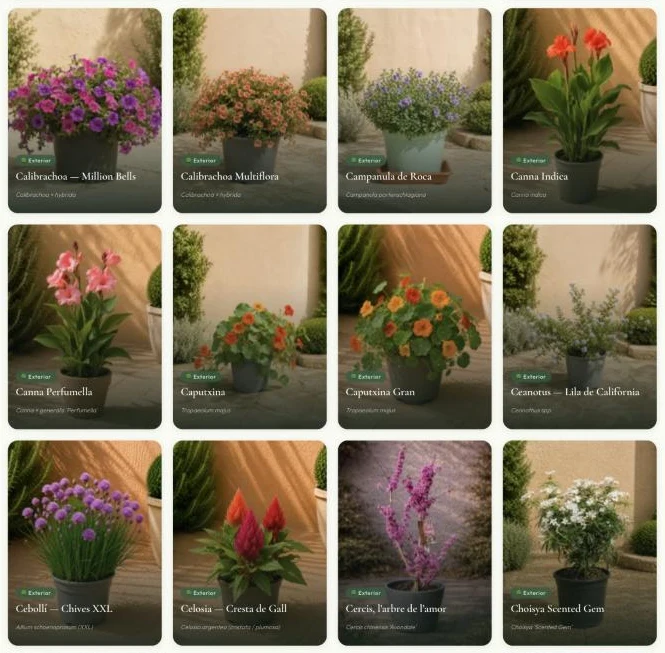 Exterior
Calibrachoa — Million Bells
Calibrachoa × hybrida
Exterior
Calibrachoa Multiflora
Calibrachoa × hybrida
Exterior
Campanula de Roca
Campanula portenschlagiana
Exterior
Canna Indica
Canna indica
Exterior
Canna Perfumella
Canna × generalis 'Perfumella'
Exterior
Caputxina
Tropaeolum majus
Exterior
Caputxina Gran
Tropaeolum majus
Exterior
Ceanotus — Lila de Califòrnia
Ceanothus spp.
Exterior
Cebollí — Chives XXL
Allium schoenoprasum (XXL)
Exterior
Celosia — Cresta de Gall
Celosia argentea (cristata / plumosa)
Exterior
Cercis, l'arbre de l'amor
Cercis chinensis 'Avondale'
Exterior
Choisya Scented Gem
Choisya 'Scented Gem'